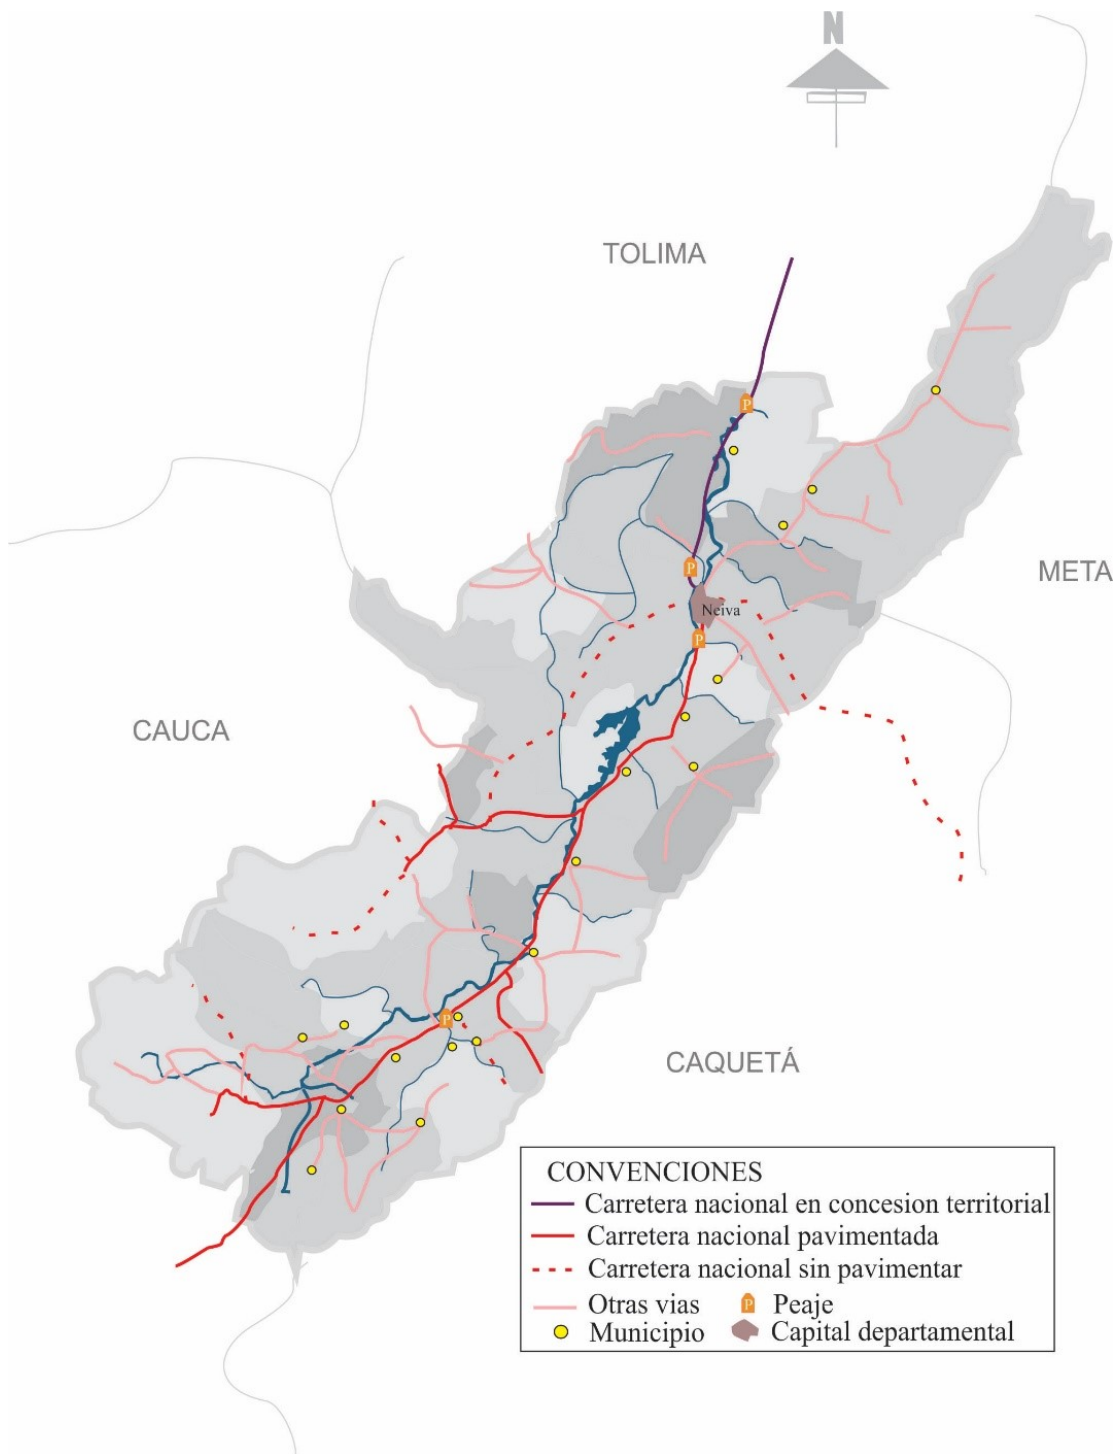 N
TOLIMA
P
META
P
Neiva
P
CAUCA
P
CAQUETÁ
CONVENCIONES
Carretera nacional en concesion territorial
Carretera nacional pavimentada
Carretera nacional sin pavimentar
Otras vias P Peaje
Municipio Capital departamental